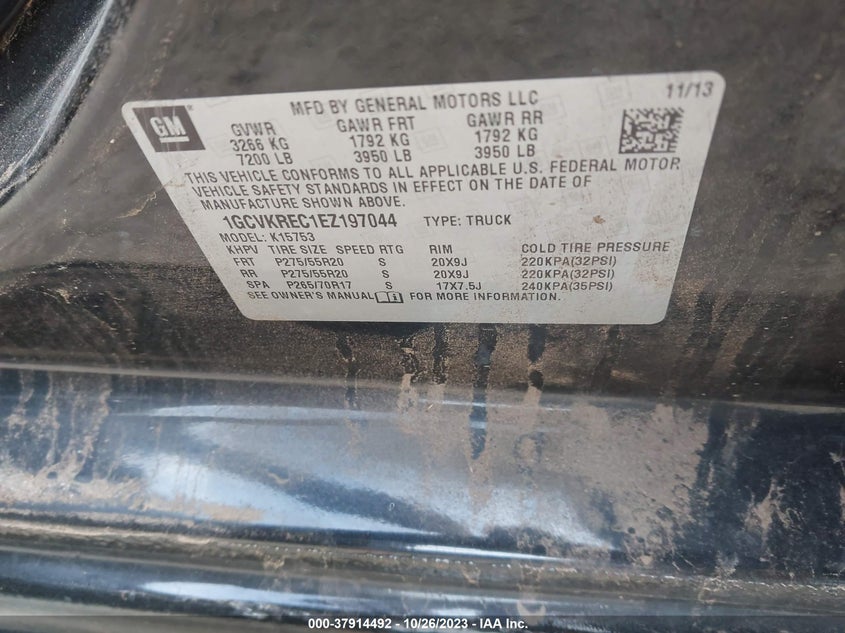 MFD BY GENERAL MOTORS LLC 11/13
GM
GVWR GAWR FRT GAWR RR
3266 KG 1792 KG 1792 KG
7200 LB 3950 LB 3950 LB
THIS VEHICLE CONFORMS TO ALL APPLICABLE U.S. FEDERAL MOTOR
VEHICLE SAFETY STANDARDS IN EFFECT ON THE DATE OF
MANUFACTURE SHOWN ABOVE.
1GCVKREC1EZ197044 TYPE: TRUCK
MODEL: K15753
KHPV TIRE SIZE SPEED RTG RIM COLD TIRE PRESSURE
FRT P275/55R20 S 20X9J 220KPA(32PSI)
RR P275/55R20 S 20X9J 220KPA(32PSI)
SPA P265/70R17 S 17X7.5J 240KPA(35PSI)
SEE OWNER'S MANUAL FOR MORE INFORMATION.
000-37914492 - 10/26/2023 - IAA Inc.